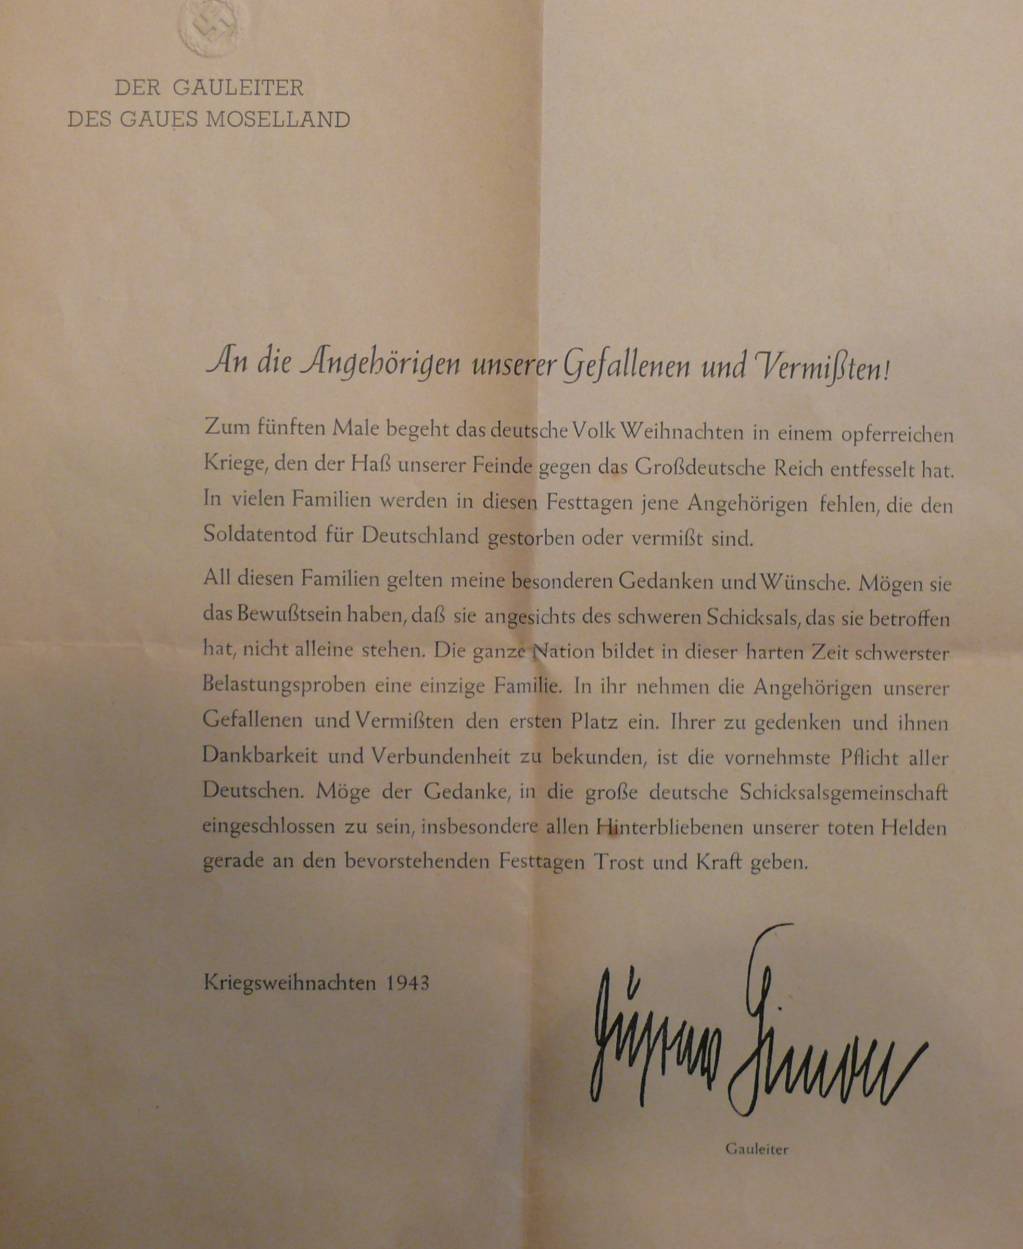 DER GAULEITER
DES GAUES MOSELLAND
An die Angehörigen unserer Gefallenen und Vermißten!
Zum fünften Male begeht das deutsche Volk Weihnachten in einem opferreichen
Kriege, den der Haß unserer Feinde gegen das Großdeutsche Reich entfesselt hat.
In vielen Familien werden in diesen Festtagen jene Angehörigen fehlen, die den
Soldatentod für Deutschland gestorben oder vermißt sind.
All diesen Familien gelten meine besonderen Gedanken und Wünsche. Mögen sie
das Bewußtsein haben, daß sie angesichts des schweren Schicksals, das sie betroffen
hat, nicht alleine stehen. Die ganze Nation bildet in dieser harten Zeit schwerster
Belastungsproben eine einzige Familie. In ihr nehmen die Angehörigen unserer
Gefallenen und Vermißten den ersten Platz ein. Ihrer zu gedenken und ihnen
Dankbarkeit und Verbundenheit zu bekunden, ist die vornehmste Pflicht aller
Deutschen. Möge der Gedanke, in die große deutsche Schicksalsgemeinschaft
eingeschlossen zu sein, insbesondere allen Hinterbliebenen unserer toten Helden
gerade an den bevorstehenden Festtagen Trost und Kraft geben.
Kriegsweihnachten 1943
Gustav Simon
Gauleiter